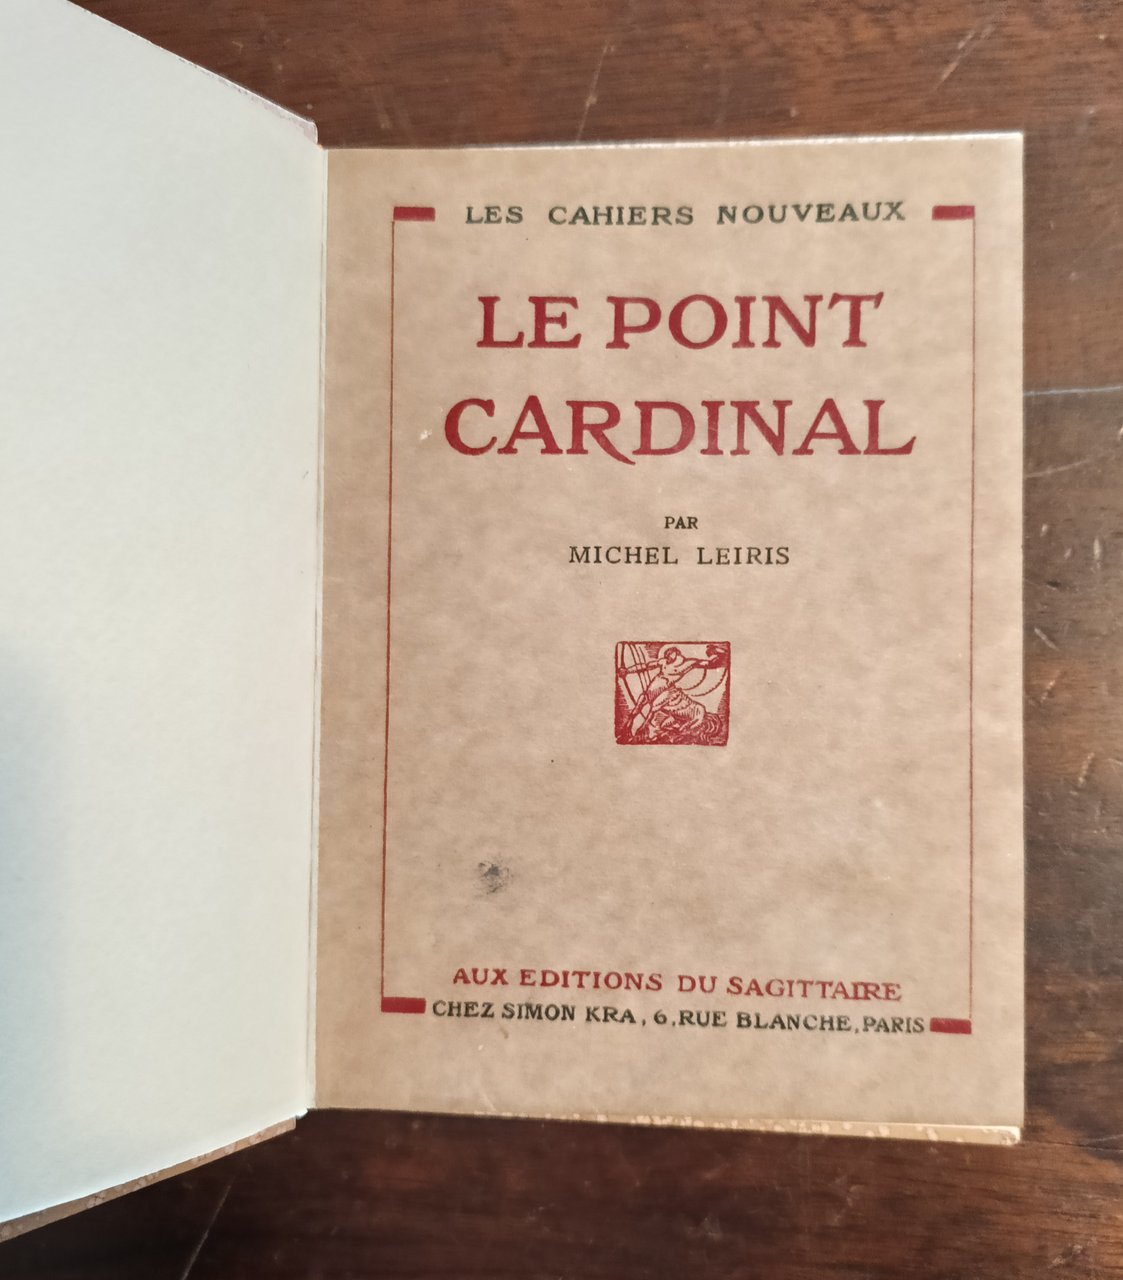 LES CAHIERS NOUVEAUX
LE POINT
CARDINAL
PAR
MICHEL LEIRIS
AUX EDITIONS DU SAGITTAIRE
CHEZ SIMON KRA, 6, RUE BLANCHE, PARIS